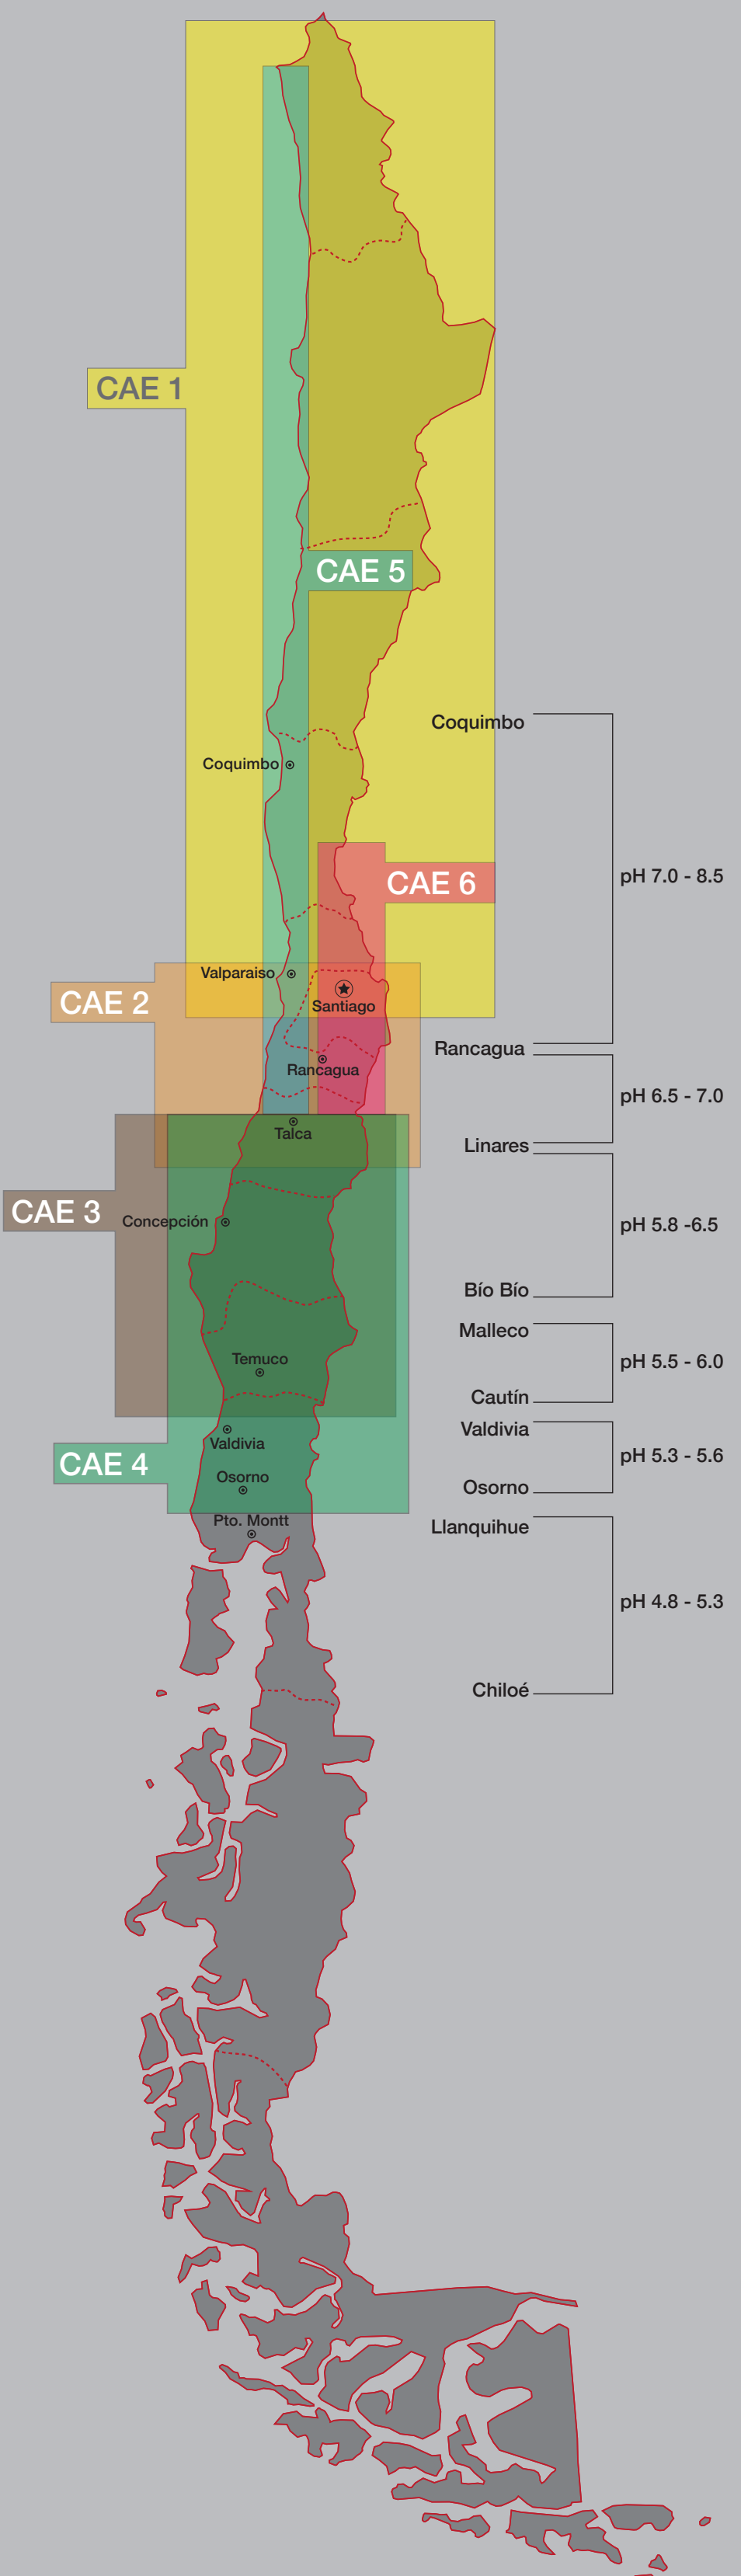 CAE 1
CAE 5
Coquimbo
Coquimbo
pH 7.0 - 8.5
CAE 6
Valparaiso
CAE 2
Santiago
Rancagua
Rancagua
pH 6.5 - 7.0
Talca
Linares
CAE 3
Concepción
pH 5.8 -6.5
Bío Bío
Malleco
Temuco
pH 5.5 - 6.0
Cautín
Valdivia
Valdivia
pH 5.3 - 5.6
CAE 4
Osorno
Osorno
Pto. Montt
Llanquihue
pH 4.8 - 5.3
Chiloé